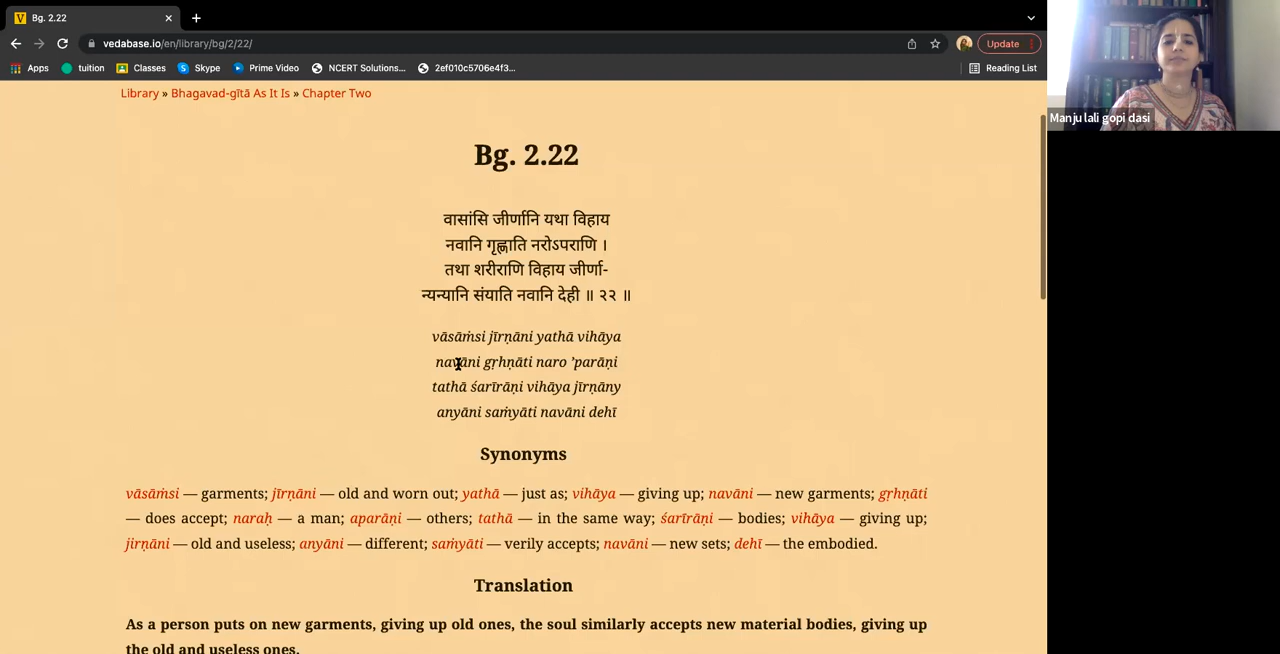 Bg. 2.22
vedabase.io/en/library/bg/2/22/
Update
Apps
tuition
Classes
Skype
Prime Video
NCERT Solutions...
2ef010c5706e4f3...
Reading List
Manju lali gopi dasi
Library » Bhagavad-gītā As It Is » Chapter Two
Bg. 2.22
वासांसि जीर्णानि यथा विहाय
नवानि गृह्णाति नरोऽपराणि ।
तथा शरीराणि विहाय जीर्णा-
न्यन्यानि संयाति नवानि देही ॥ २२ ॥
vāsāṁsi jīrṇāni yathā vihāya
navāni gṛhṇāti naro ’parāṇi
tathā śarīrāṇi vihāya jīrṇāny
anyāni saṁyāti navāni dehī
Synonyms
vāsāṁsi — garments; jīrṇāni — old and worn out; yathā — just as; vihāya — giving up; navāni — new garments; gṛhṇāti
— does accept; naraḥ — a man; aparāṇi — others; tathā — in the same way; śarīrāṇi — bodies; vihāya — giving up;
jirṇāni — old and useless; anyāni — different; saṁyāti — verily accepts; navāni — new sets; dehī — the embodied.
Translation
As a person puts on new garments, giving up old ones, the soul similarly accepts new material bodies, giving up
the old and useless ones.